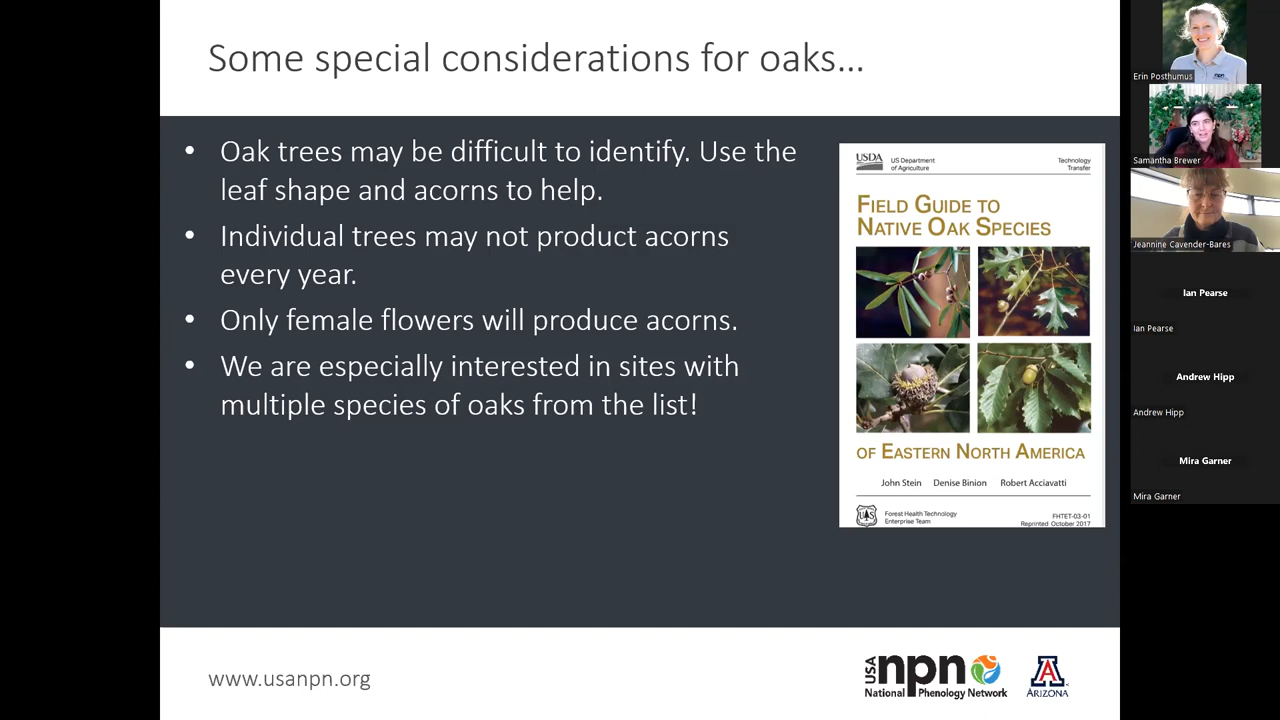 Some special considerations for oaks...
• Oak trees may be difficult to identify. Use the
leaf shape and acorns to help.
• Individual trees may not product acorns
every year.
• Only female flowers will produce acorns.
• We are especially interested in sites with
multiple species of oaks from the list!
USDA
US Department
of Agriculture
Technology
Transfer
FIELD GUIDE TO
NATIVE OAK SPECIES
OF EASTERN NORTH AMERICA
John Stein Denise Binion Robert Acciavatti
Forest Health Technology
Enterprise Team
FHTET-03-01
Reprinted October 2017
www.usanpn.org
USA
npn
National Phenology Network
A
ARIZONA
Erin Posthumus
Samantha Brewer
Jeannine Cavender-Bares
Ian Pearse
Ian Pearse
Andrew Hipp
Andrew Hipp
Mira Garner
Mira Garner